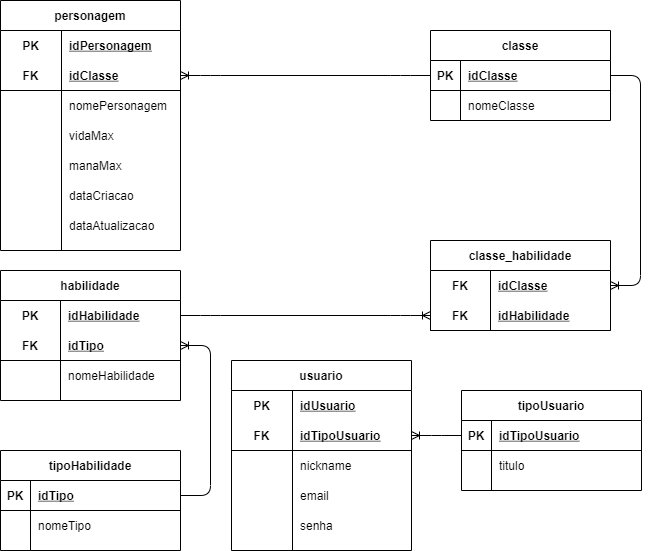 personagem
PK idPersonagem
FK idClasse
nomePersonagem
vidaMax
manaMax
dataCriacao
dataAtualizacao
classe
PK idClasse
nomeClasse
classe_habilidade
FK idClasse
FK idHabilidade
habilidade
PK idHabilidade
FK idTipo
nomeHabilidade
usuario
PK idUsuario
FK idTipoUsuario
nickname
email
senha
tipoUsuario
PK idTipoUsuario
titulo
tipoHabilidade
PK idTipo
nomeTipo